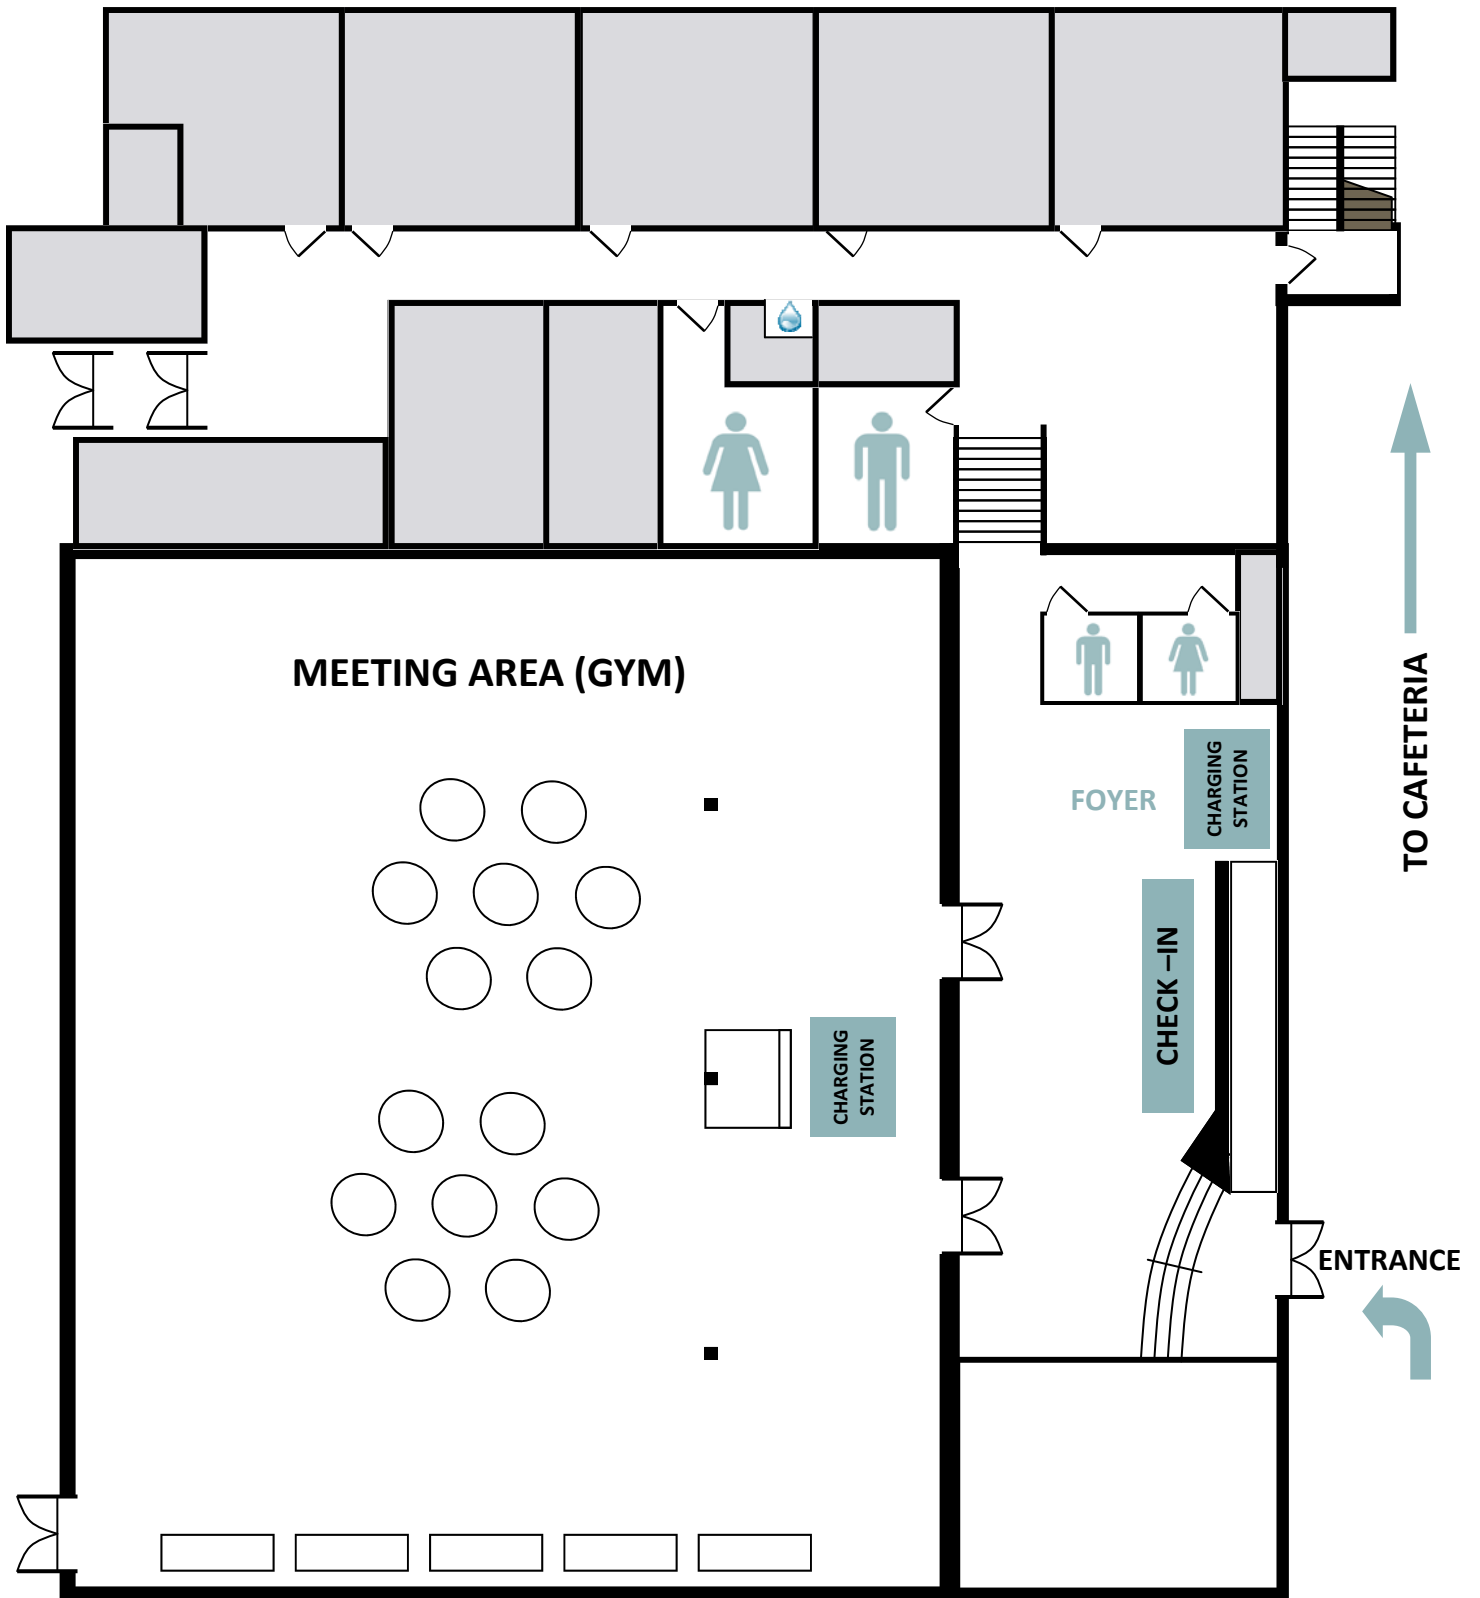 MEETING AREA (GYM)
FOYER
CHARGING
STATION
TO CAFETERIA
CHECK –IN
CHARGING
STATION
ENTRANCE